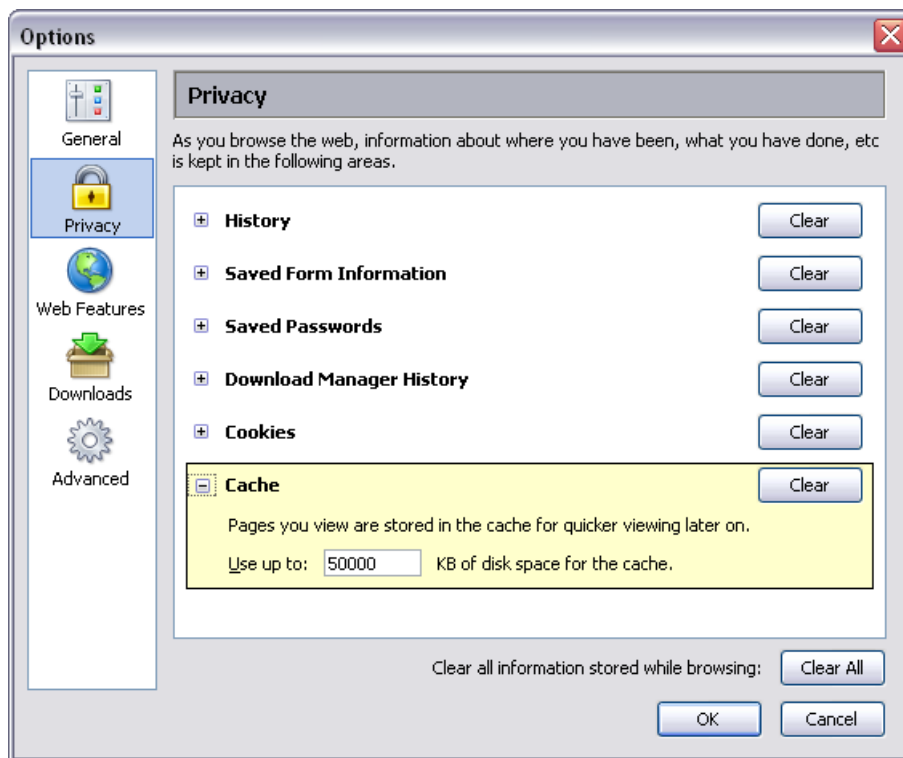 Options
General
Privacy
Web Features
Downloads
Advanced
Privacy
As you browse the web, information about where you have been, what you have done, etc
is kept in the following areas.
History Clear
Saved Form Information Clear
Saved Passwords Clear
Download Manager History Clear
Cookies Clear
Cache Clear
Pages you view are stored in the cache for quicker viewing later on.
Use up to: 50000 KB of disk space for the cache.
Clear all information stored while browsing: Clear All
OK Cancel